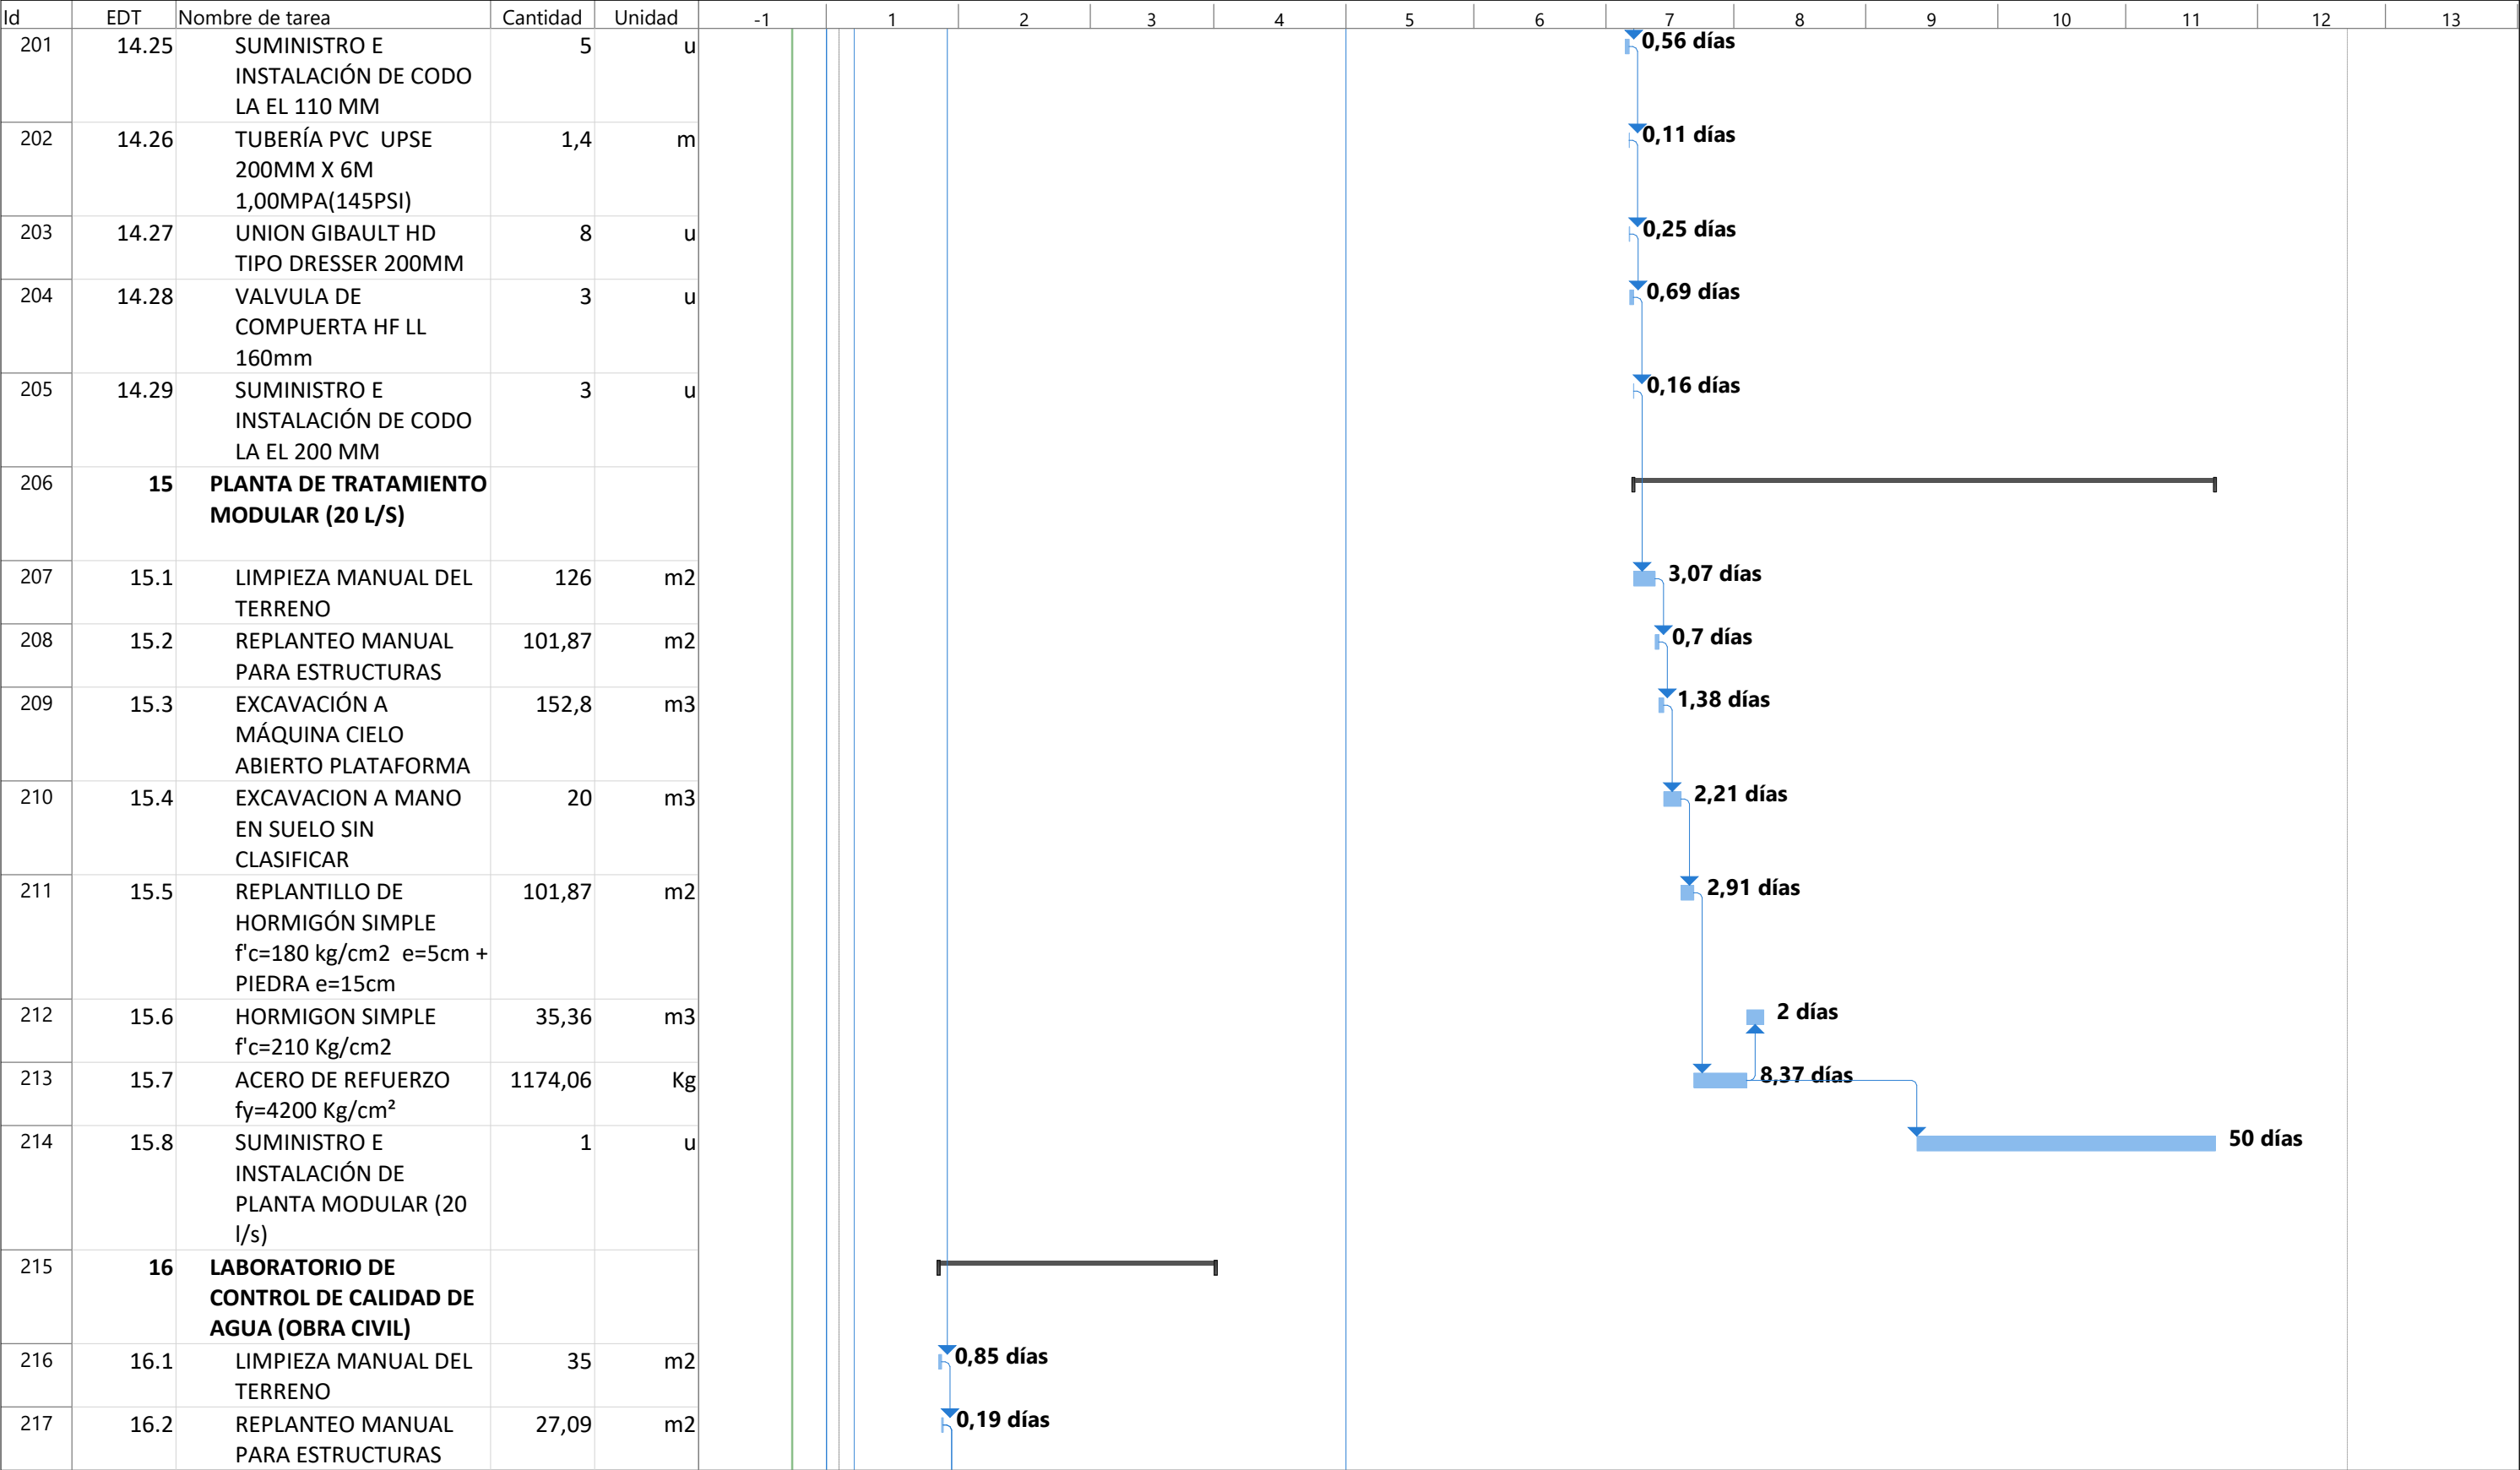 Id EDT Nombre de tarea Cantidad Unidad -1 1 2 3 4 5 6 7 8 9 10 11 12 13
201 14.25 SUMINISTRO E 5 u 0,56 días
INSTALACIÓN DE CODO
LA EL 110 MM
202 14.26 TUBERÍA PVC UPSE 1,4 m 0,11 días
200MM X 6M
1,00MPA(145PSI)
203 14.27 UNION GIBAULT HD 8 u 0,25 días
TIPO DRESSER 200MM
204 14.28 VALVULA DE 3 u 0,69 días
COMPUERTA HF LL
160mm
205 14.29 SUMINISTRO E 3 u 0,16 días
INSTALACIÓN DE CODO
LA EL 200 MM
206 15 PLANTA DE TRATAMIENTO
MODULAR (20 L/S)
207 15.1 LIMPIEZA MANUAL DEL 126 m2 3,07 días
TERRENO
208 15.2 REPLANTEO MANUAL 101,87 m2 0,7 días
PARA ESTRUCTURAS
209 15.3 EXCAVACIÓN A 152,8 m3 1,38 días
MÁQUINA CIELO
ABIERTO PLATAFORMA
210 15.4 EXCAVACION A MANO 20 m3 2,21 días
EN SUELO SIN
CLASIFICAR
211 15.5 REPLANTILLO DE 101,87 m2 2,91 días
HORMIGÓN SIMPLE
f'c=180 kg/cm2 e=5cm +
PIEDRA e=15cm
212 15.6 HORMIGON SIMPLE 35,36 m3 2 días
f'c=210 Kg/cm2
213 15.7 ACERO DE REFUERZO 1174,06 Kg 8,37 días
fy=4200 Kg/cm²
214 15.8 SUMINISTRO E 1 u 50 días
INSTALACIÓN DE
PLANTA MODULAR (20
l/s)
215 16 LABORATORIO DE
CONTROL DE CALIDAD DE
AGUA (OBRA CIVIL)
216 16.1 LIMPIEZA MANUAL DEL 35 m2 0,85 días
TERRENO
217 16.2 REPLANTEO MANUAL 27,09 m2 0,19 días
PARA ESTRUCTURAS